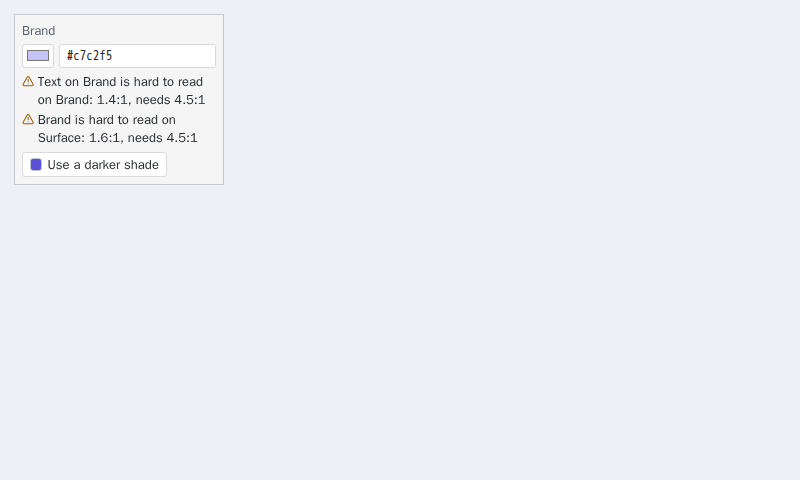 Brand
#c7c2f5
Text on Brand is hard to read
on Brand: 1.4:1, needs 4.5:1
Brand is hard to read on
Surface: 1.6:1, needs 4.5:1
Use a darker shade